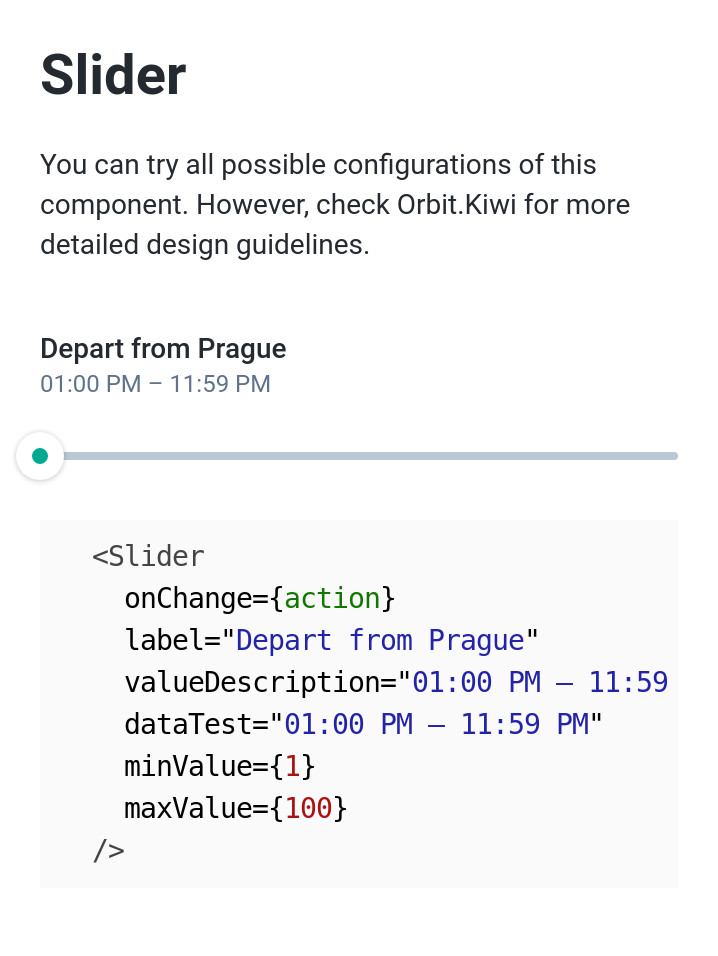 Slider
You can try all possible configurations of this
component. However, check Orbit.Kiwi for more
detailed design guidelines.
Depart from Prague
01:00 PM – 11:59 PM
<Slider
onChange={action}
label="Depart from Prague"
valueDescription="01:00 PM – 11:59
dataTest="01:00 PM – 11:59 PM"
minValue={1}
maxValue={100}
/>